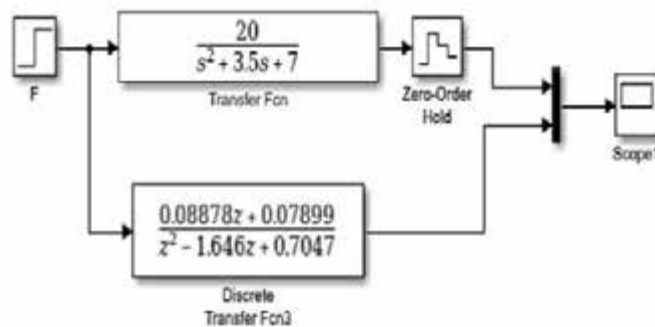 20
s² + 3.5s + 7
F
Transfer Fcn
Zero-Order
Hold
Scope1
0.08878z + 0.07899
z² − 1.646z + 0.7047
Discrete
Transfer Fcn3